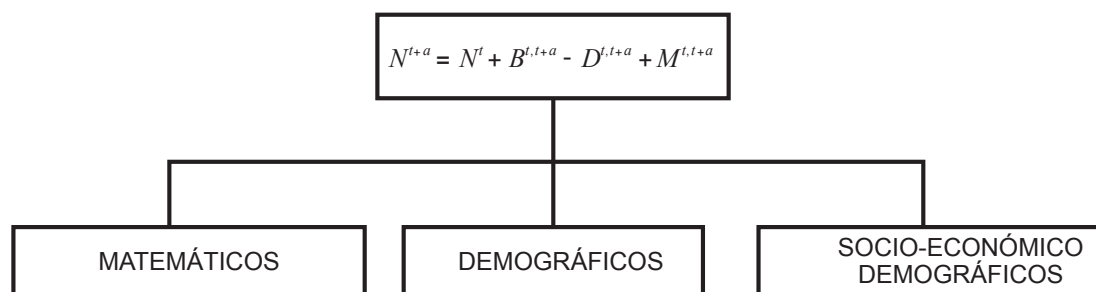 N^{t+a} = N^t + B^{t,t+a} - D^{t,t+a} + M^{t,t+a}
MATEMÁTICOS
DEMOGRÁFICOS
SOCIO-ECONÓMICO
DEMOGRÁFICOS